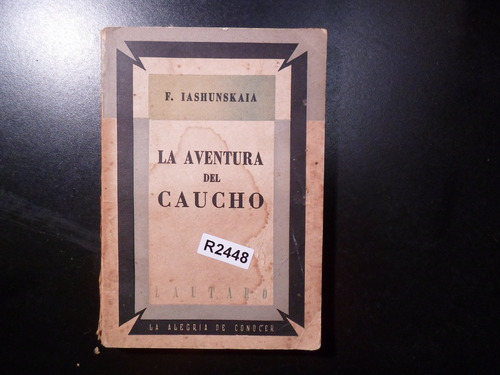 F. IASHUNSKAIA
LA AVENTURA
DEL
CAUCHO
R2448
LAUTARO
LA ALEGRIA DE CONOCER